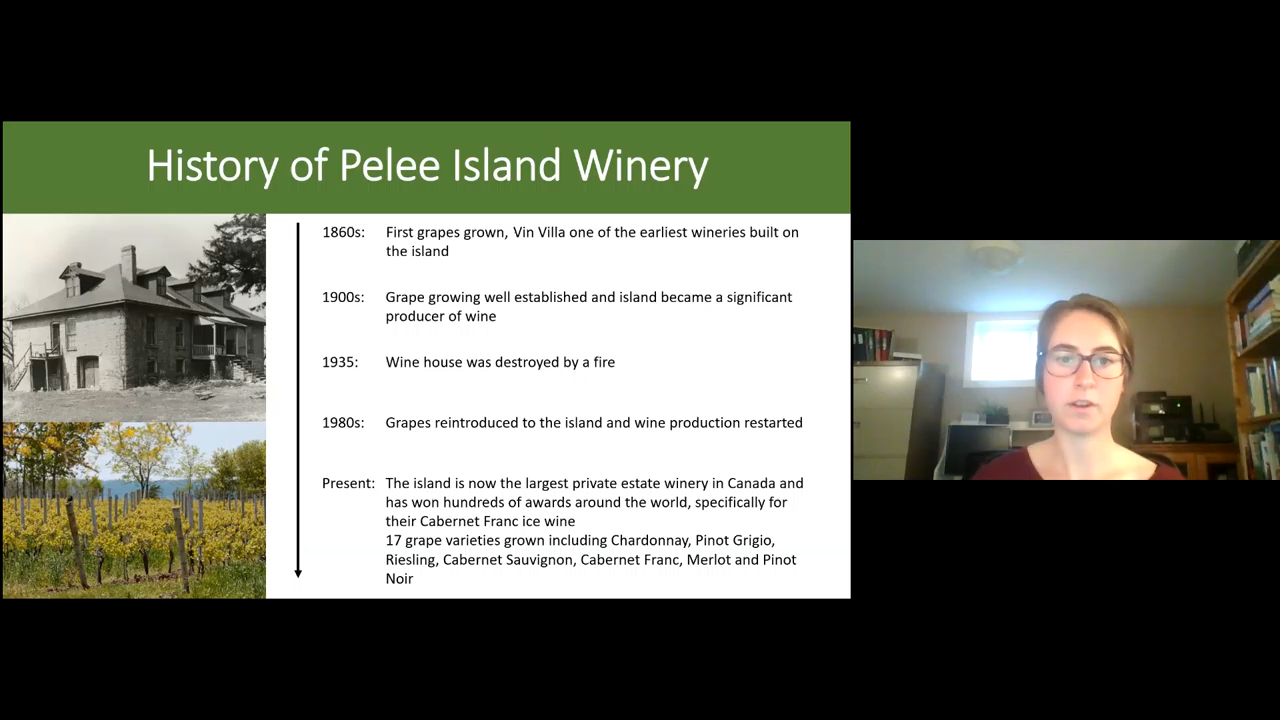 History of Pelee Island Winery
1860s: First grapes grown, Vin Villa one of the earliest wineries built on
the island
1900s: Grape growing well established and island became a significant
producer of wine
1935: Wine house was destroyed by a fire
1980s: Grapes reintroduced to the island and wine production restarted
Present: The island is now the largest private estate winery in Canada and
has won hundreds of awards around the world, specifically for
their Cabernet Franc ice wine
17 grape varieties grown including Chardonnay, Pinot Grigio,
Riesling, Cabernet Sauvignon, Cabernet Franc, Merlot and Pinot
Noir